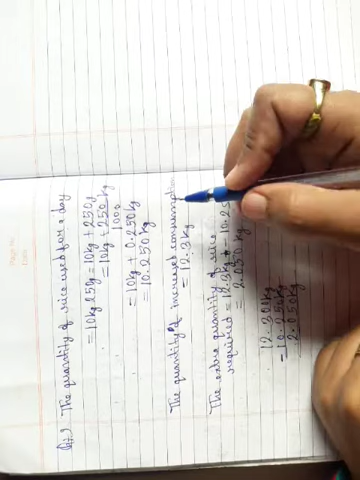 Q7.) The quantity of rice used for a day
= 10kg 250g = 10kg + 250g
= 10kg + 250/1000 kg
= 10kg + 0.250kg
= 10.250kg
The quantity of increased consumption
= 12.3kg
The extra quantity of rice
required = 12.3kg - 10.25
= 2.05 kg
12.300kg
- 10.250kg
2.050kg